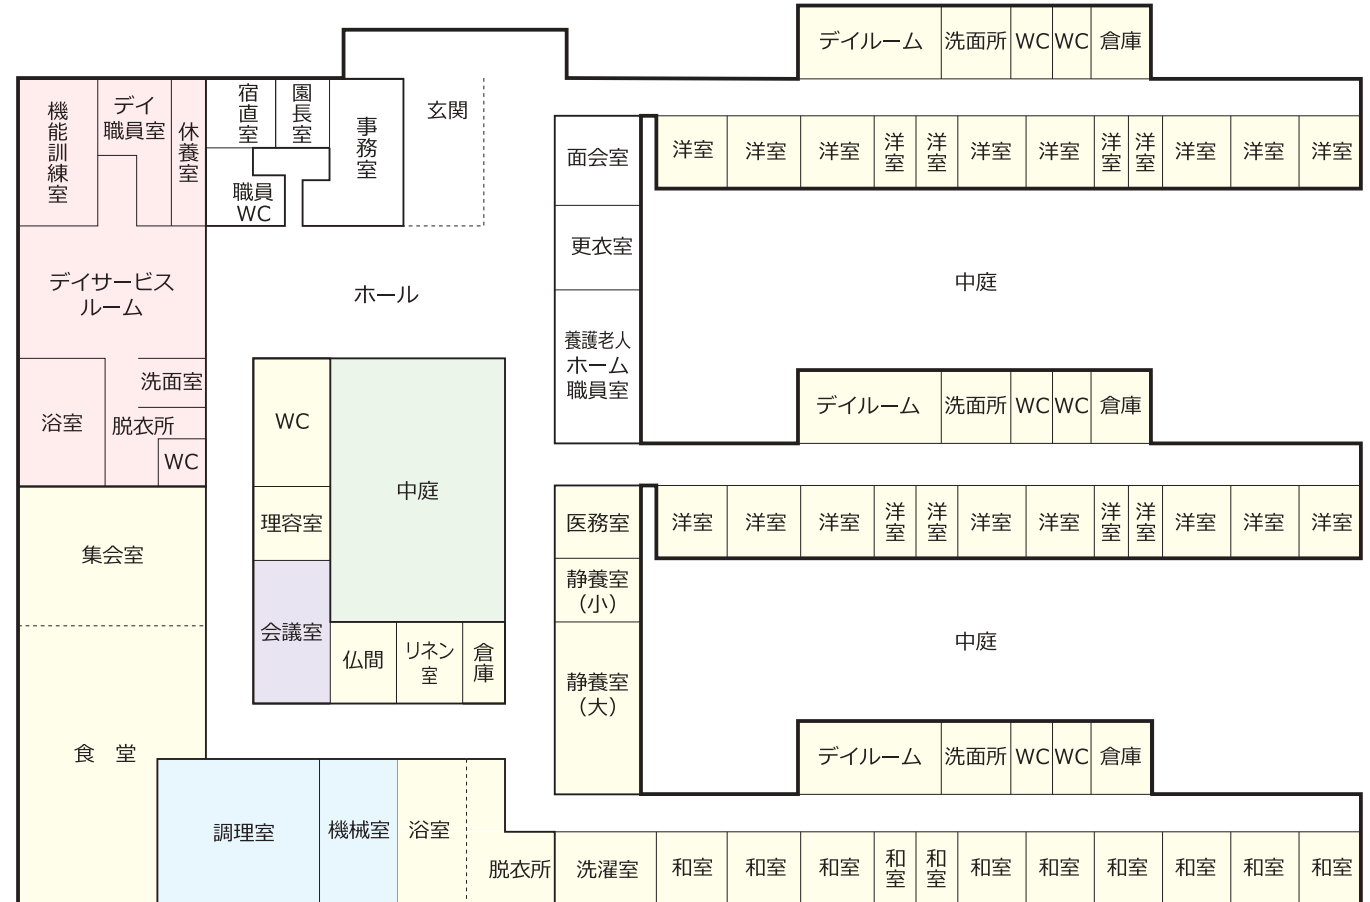 デイルーム
洗面所
WC
WC
倉庫
機能訓練室
デイ
職員室
休養室
宿直室
園長室
事務室
玄関
職員
WC
面会室
洋室
洋室
洋室
洋室
洋室
洋室
洋室
洋室
洋室
洋室
洋室
洋室
更衣室
中庭
デイサービス
ルーム
ホール
養護老人
ホーム
職員室
浴室
洗面室
脱衣所
WC
WC
中庭
デイルーム
洗面所
WC
WC
倉庫
集会室
理容室
医務室
洋室
洋室
洋室
洋室
洋室
洋室
洋室
洋室
洋室
洋室
洋室
洋室
静養室
（小）
会議室
仏間
リネン
室
倉庫
静養室
（大）
中庭
食　堂
デイルーム
洗面所
WC
WC
倉庫
調理室
機械室
浴室
脱衣所
洗濯室
和室
和室
和室
和室
和室
和室
和室
和室
和室
和室
和室